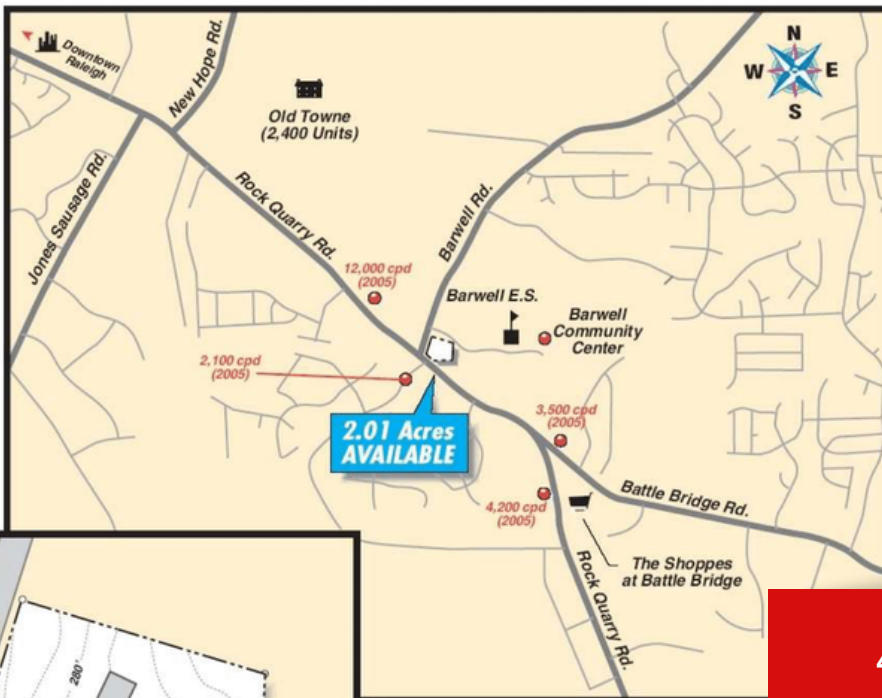 Downtown
Raleigh
New Hope Rd.
N
W E
S
Old Towne
(2,400 Units)
Jones Sausage Rd.
Rock Quarry Rd.
Barwell Rd.
12,000 cpd
(2005)
Barwell E.S.
Barwell
Community
Center
2,100 cpd
(2005)
2.01 Acres
AVAILABLE
3,500 cpd
(2005)
4,200 cpd
(2005)
Battle Bridge Rd.
The Shoppes
at Battle Bridge
Rock Quarry Rd.
280'
4